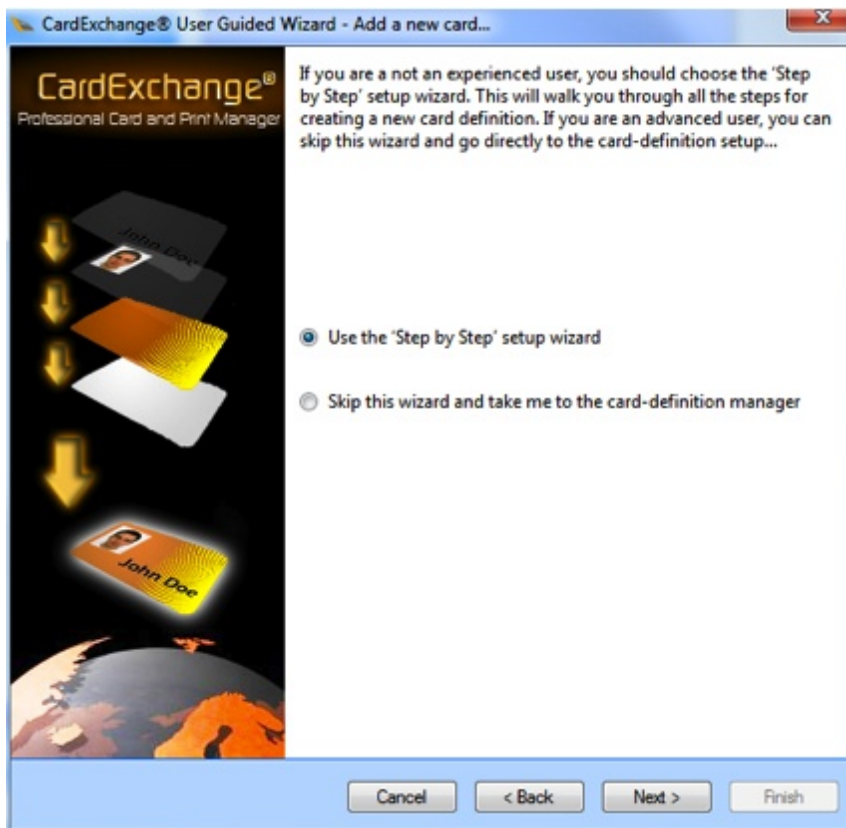 CardExchange® User Guided Wizard - Add a new card...
CardExchange®
Professional Card and Print Manager
If you are a not an experienced user, you should choose the 'Step
by Step' setup wizard. This will walk you through all the steps for
creating a new card definition. If you are an advanced user, you can
skip this wizard and go directly to the card-definition setup...
John Doe
Use the 'Step by Step' setup wizard
Skip this wizard and take me to the card-definition manager
John Doe
Cancel
< Back
Next >
Finish